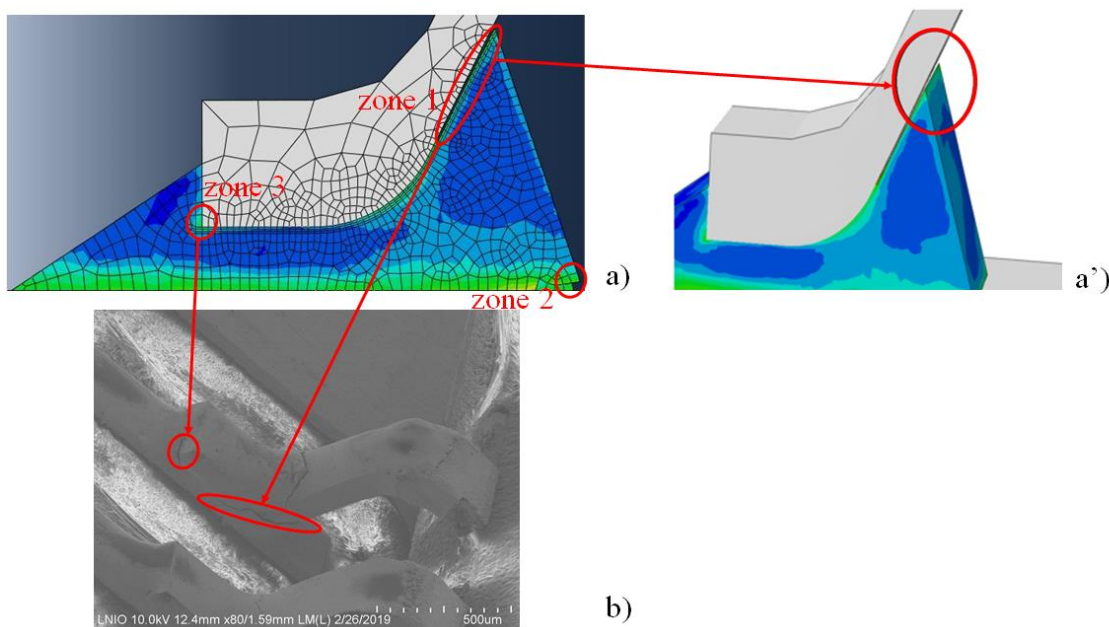 zone 1
zone 3
zone 2
a)
a’)
LNIO 10.0kV 12.4mm x80/1.59mm LM(L) 2/26/2019
500um
b)